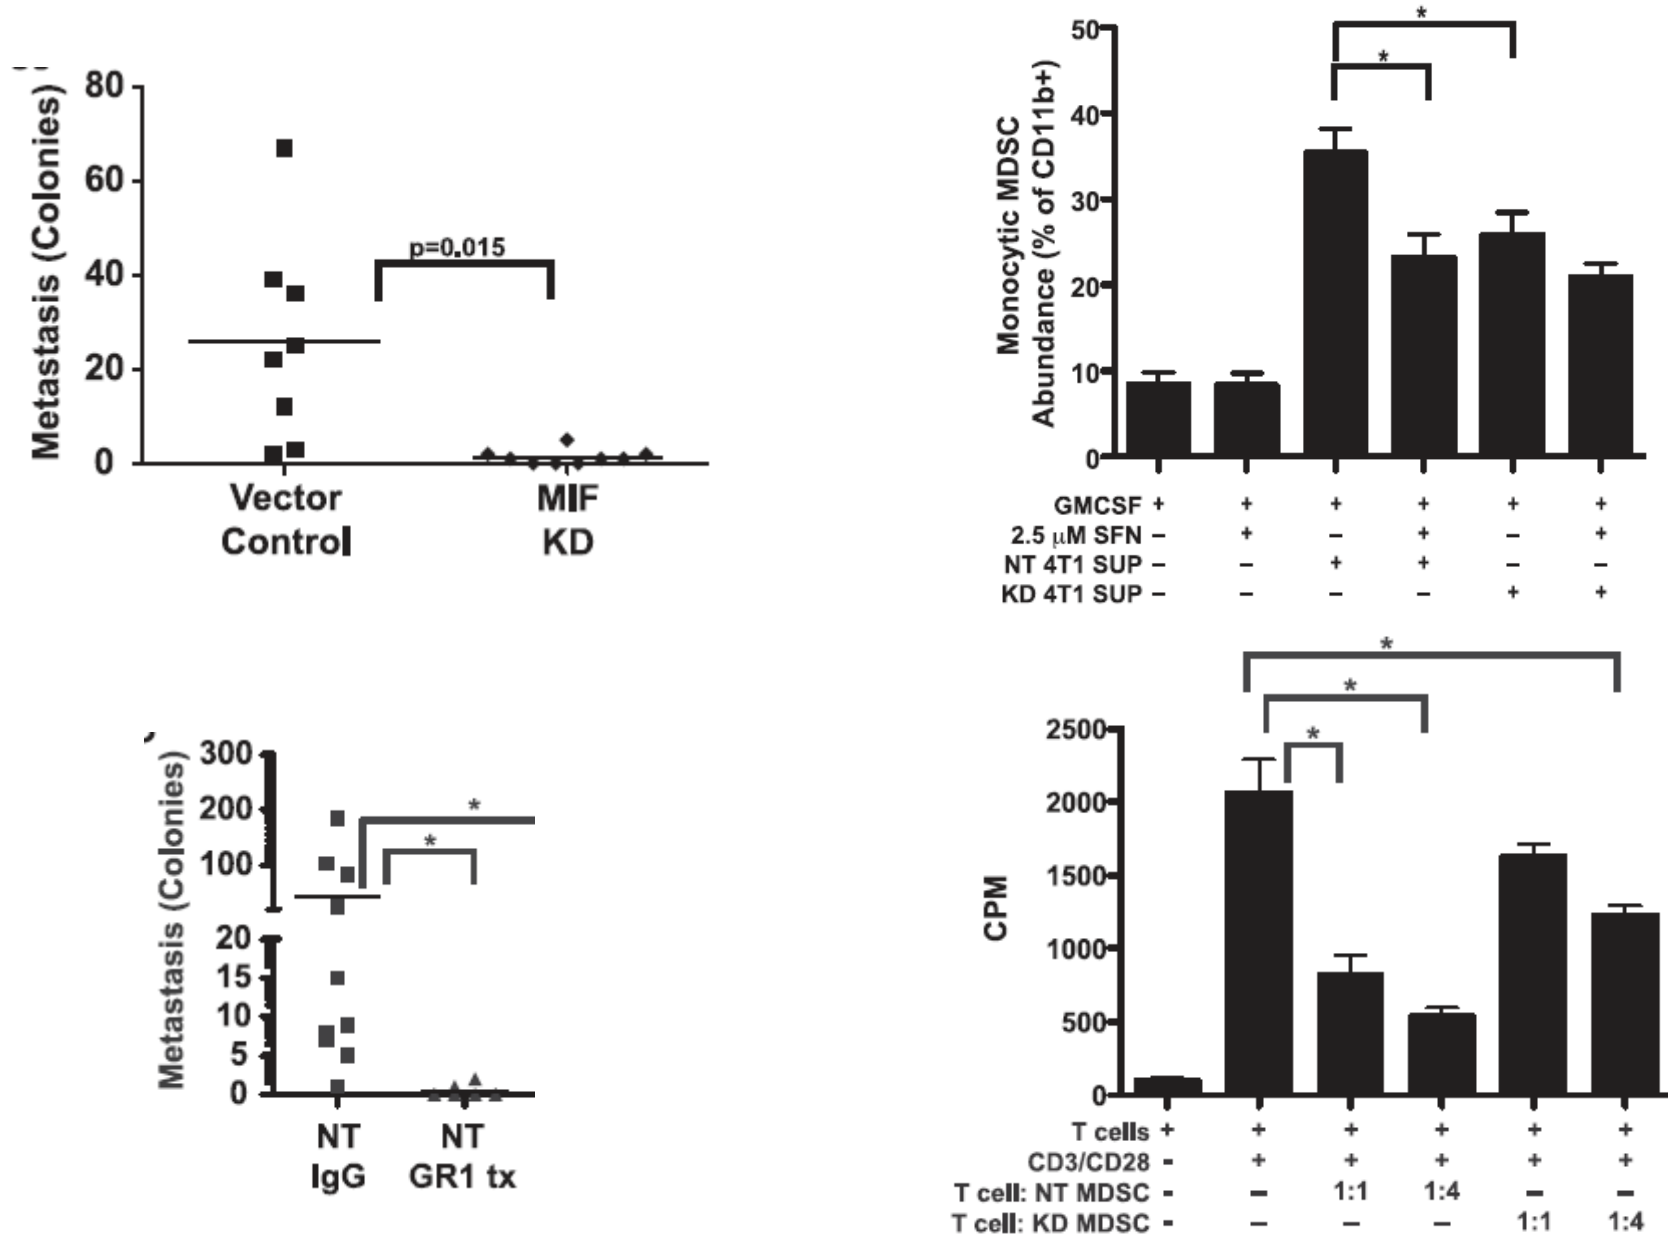 80
60
40
20
0
Metastasis (Colonies)
p=0.015
Vector
Control
MIF
KD
50
40
30
20
10
0
Monocytic MDSC
Abundance (% of CD11b+)
*
*
GMCSF + + + + + +
2.5 µM SFN – + – + – +
NT 4T1 SUP – – + + – –
KD 4T1 SUP – – – – + +
300
200
100
20
15
10
5
0
Metastasis (Colonies)
*
*
NT
IgG
NT
GR1 tx
*
*
*
2500
2000
1500
1000
500
0
CPM
T cells + + + + + +
CD3/CD28 - + + + + +
T cell: NT MDSC - – 1:1 1:4 – –
T cell: KD MDSC - – – – 1:1 1:4